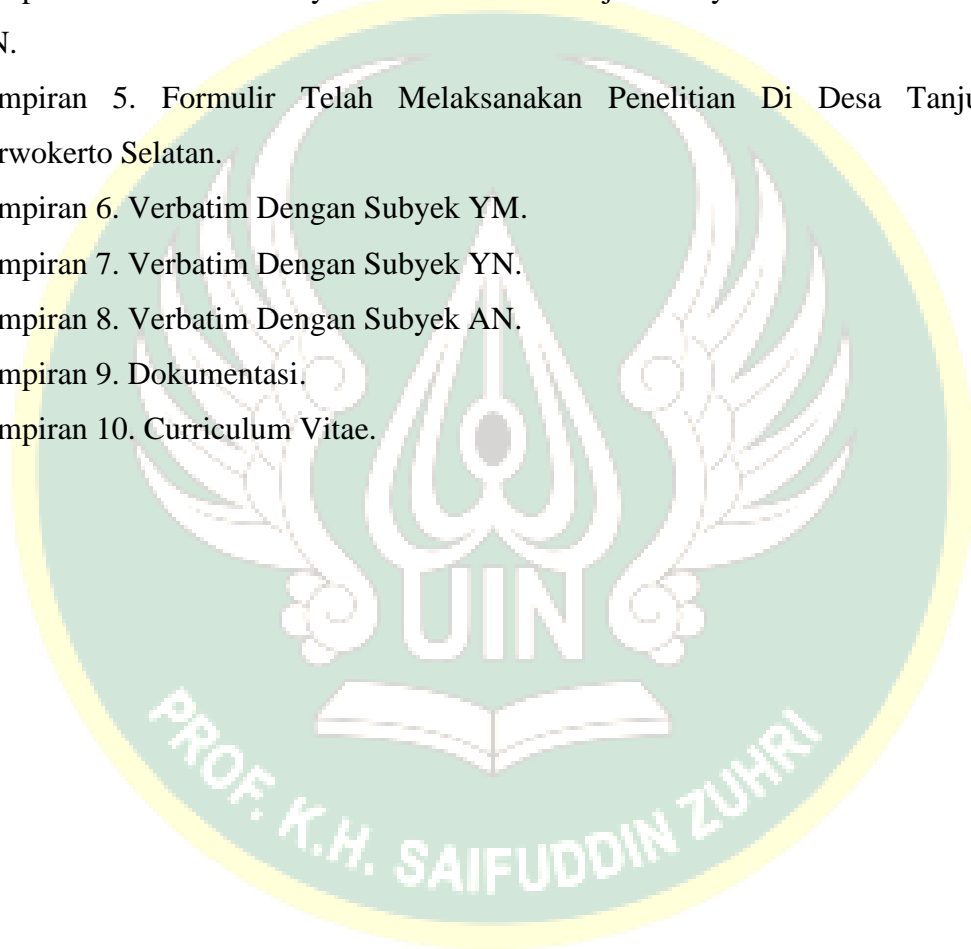 N.
mpiran 5. Formulir Telah Melaksanakan Penelitian Di Desa Tanju
rwokerto Selatan.
mpiran 6. Verbatim Dengan Subyek YM.
mpiran 7. Verbatim Dengan Subyek YN.
mpiran 8. Verbatim Dengan Subyek AN.
mpiran 9. Dokumentasi.
mpiran 10. Curriculum Vitae.
UIN
PROF. K.H. SAIFUDDIN ZUHRI